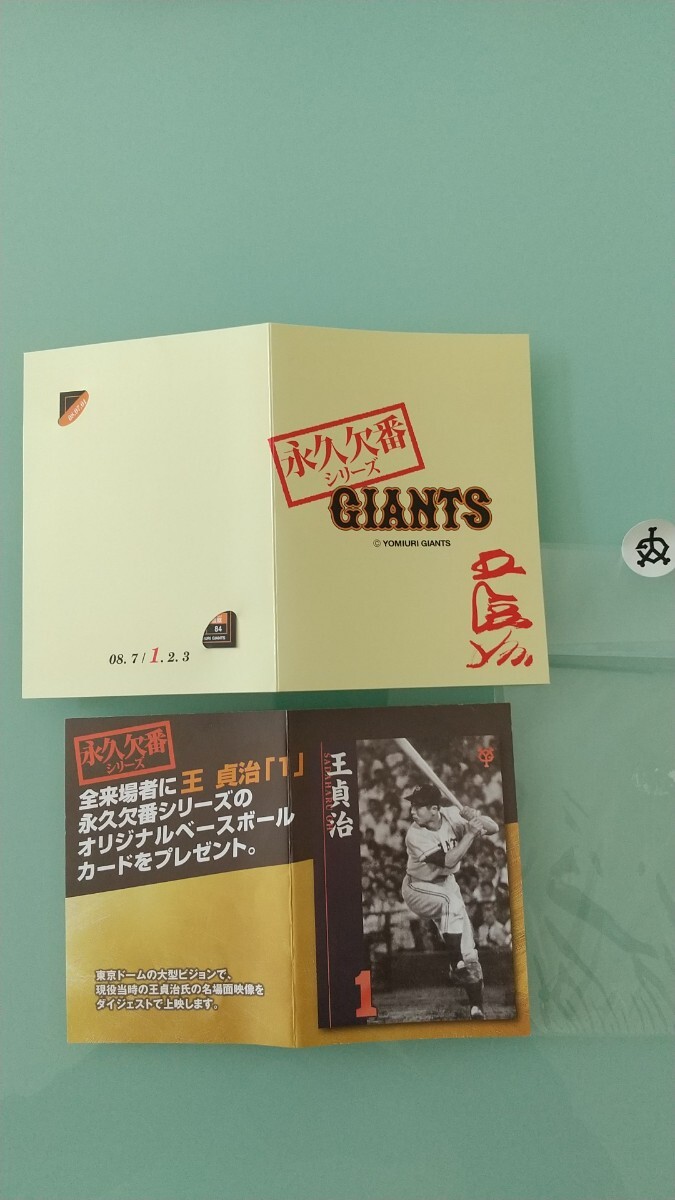 永久欠番
シリーズ
GIANTS
© YOMIURI GIANTS
84
08. 7 / 1. 2. 3
永久欠番
シリーズ
全来場者に 王 貞治「1」
永久欠番シリーズの
オリジナルベースボール
カードをプレゼント。
東京ドームの大型ビジョンで、
現役当時の王貞治氏の名場面映像を
ダイジェストで上映します。
王貞治
SADAHARU OH
1